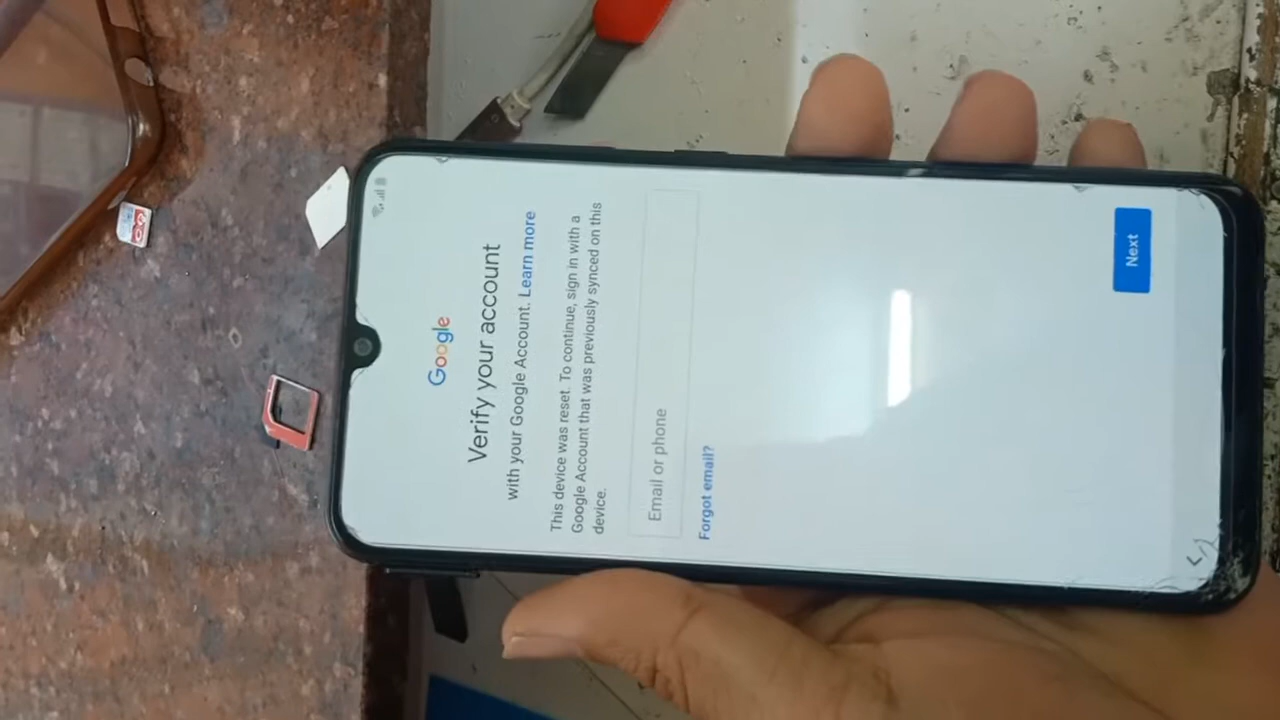 Google
Verify your account
with your Google Account. Learn more
This device was reset. To continue, sign in with a
Google Account that was previously synced on this
device.
Email or phone
Forgot email?
Next